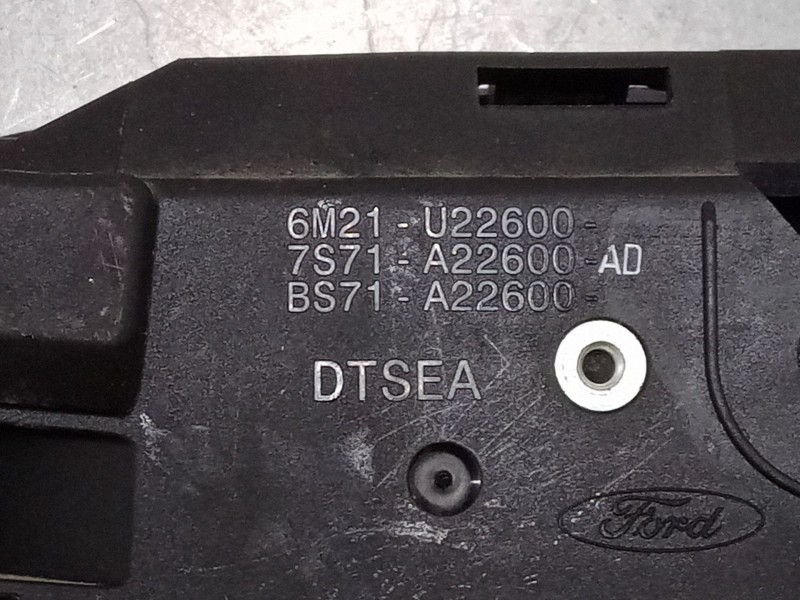 6M21 - U22600 -
7S71 - A22600 - AD
BS71 - A22600 -
DTSEA
Ford